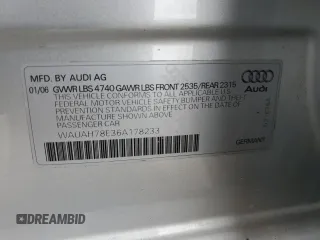 MFD. BY AUDI AG
01/06 GVWR LBS 4740 GAWR LBS FRONT 2535/REAR 2315
THIS VEHICLE CONFORMS TO ALL APPLICABLE U.S.
FEDERAL MOTOR VEHICLE SAFETY, BUMPER AND THEFT
PREVENTION STANDARDS IN EFFECT ON THE DATE OF
MANUFACTURE SHOWN ABOVE
PASSENGER CAR
Audi
WAUAH78E36A178233
GERMANY
DREAMBID